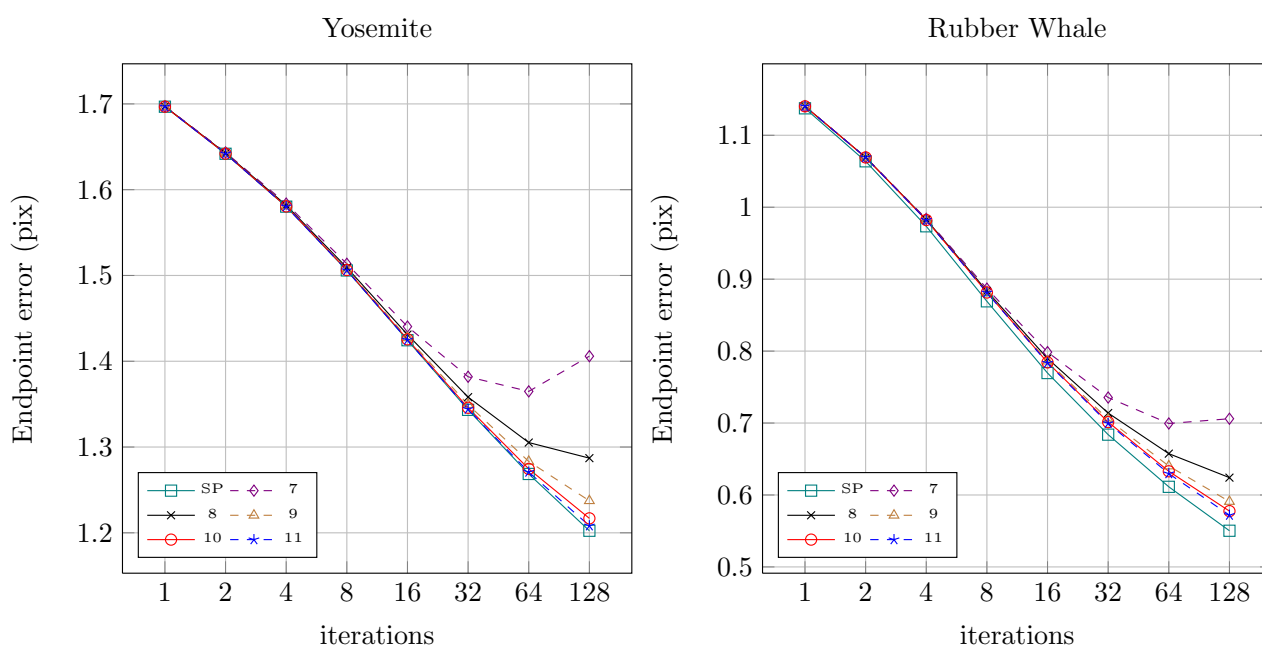 Yosemite
Endpoint error (pix)
1.7
1.6
1.5
1.4
1.3
1.2
SP 7
8 9
10 11
1 2 4 8 16 32 64 128
iterations
Rubber Whale
Endpoint error (pix)
1.1
1
0.9
0.8
0.7
0.6
0.5
SP 7
8 9
10 11
1 2 4 8 16 32 64 128
iterations